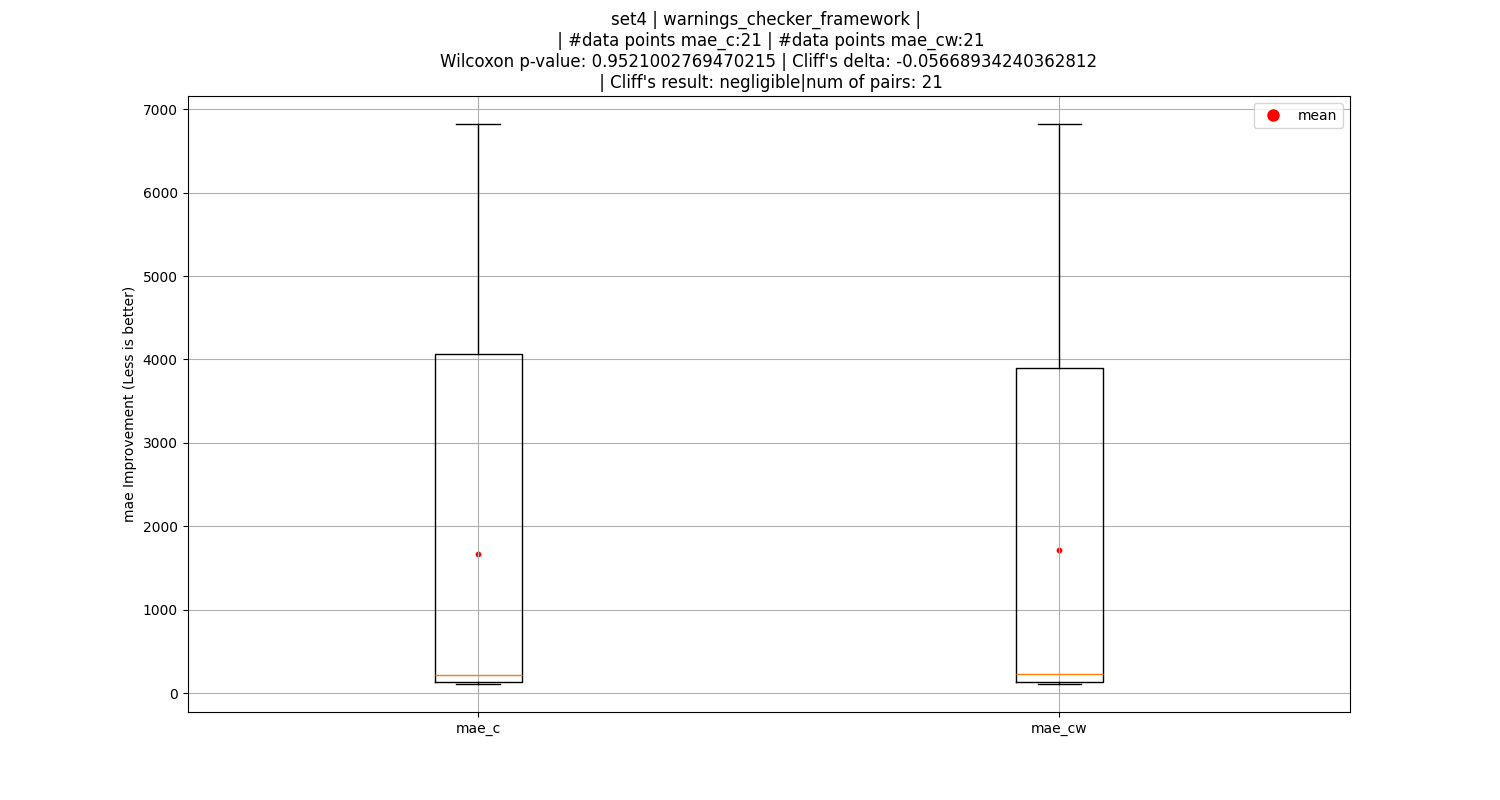 set4 | warnings_checker_framework |
| #data points mae_c:21 | #data points mae_cw:21
Wilcoxon p-value: 0.9521002769470215 | Cliff's delta: -0.05668934240362812
| Cliff's result: negligible|num of pairs: 21
mean
7000
6000
5000
4000
3000
2000
1000
0
mae Improvement (Less is better)
mae_c
mae_cw